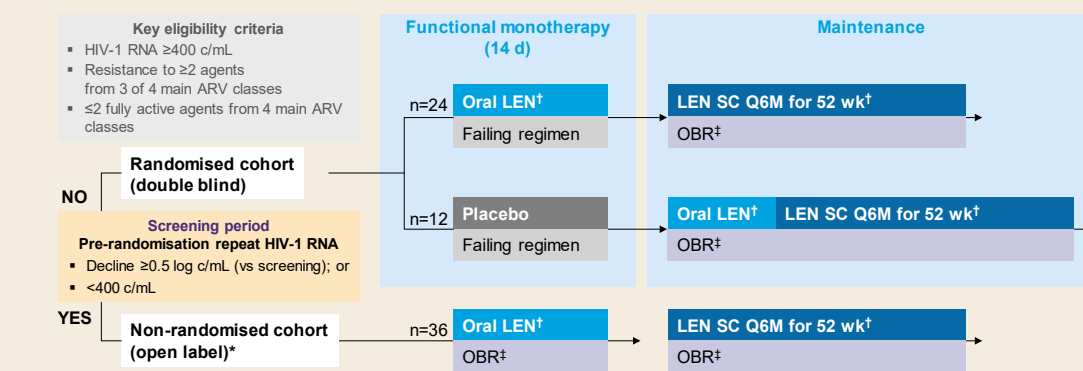 Key eligibility criteria
▪ HIV-1 RNA ≥400 c/mL
▪ Resistance to ≥2 agents
from 3 of 4 main ARV classes
▪ ≤2 fully active agents from 4 main ARV
classes
Functional monotherapy
(14 d)
Maintenance
n=24
Oral LEN†
Failing regimen
LEN SC Q6M for 52 wk†
OBR‡
Randomised cohort
(double blind)
NO
n=12
Placebo
Failing regimen
Oral LEN†
LEN SC Q6M for 52 wk†
OBR‡
Screening period
Pre-randomisation repeat HIV-1 RNA
▪ Decline ≥0.5 log c/mL (vs screening); or
▪ <400 c/mL
YES
Non-randomised cohort
(open label)*
n=36
Oral LEN†
OBR‡
LEN SC Q6M for 52 wk†
OBR‡